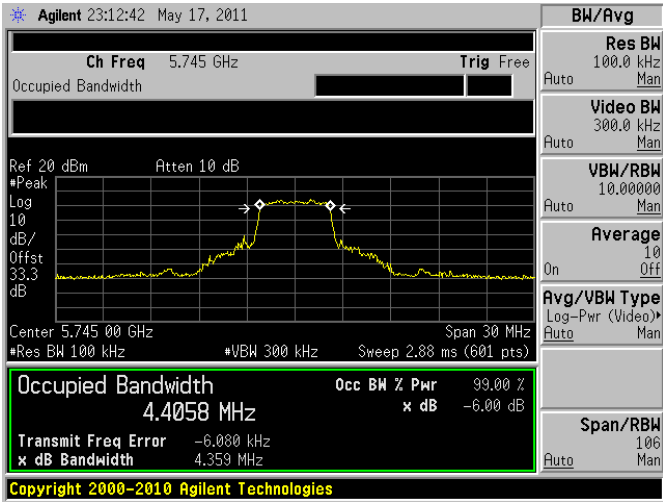 Agilent 23:12:42 May 17, 2011
BW/Avg
Ch Freq 5.745 GHz Trig Free
Occupied Bandwidth
Res BW
100.0 kHz
Auto Man
Video BW
300.0 kHz
Auto Man
VBW/RBW
10.00000
Auto Man
Average
10
On Off
Avg/VBW Type
Log-Pwr (Video)
Auto Man
Span/RBW
106
Auto Man
Ref 20 dBm Atten 10 dB
#Peak
Log
10
dB/
Offst
33.3
dB
Center 5.745 00 GHz Span 30 MHz
#Res BW 100 kHz #VBW 300 kHz Sweep 2.88 ms (601 pts)
Occupied Bandwidth Occ BW % Pwr 99.00 %
4.4058 MHz x dB -6.00 dB
Transmit Freq Error -6.080 kHz
x dB Bandwidth 4.359 MHz
Copyright 2000-2010 Agilent Technologies